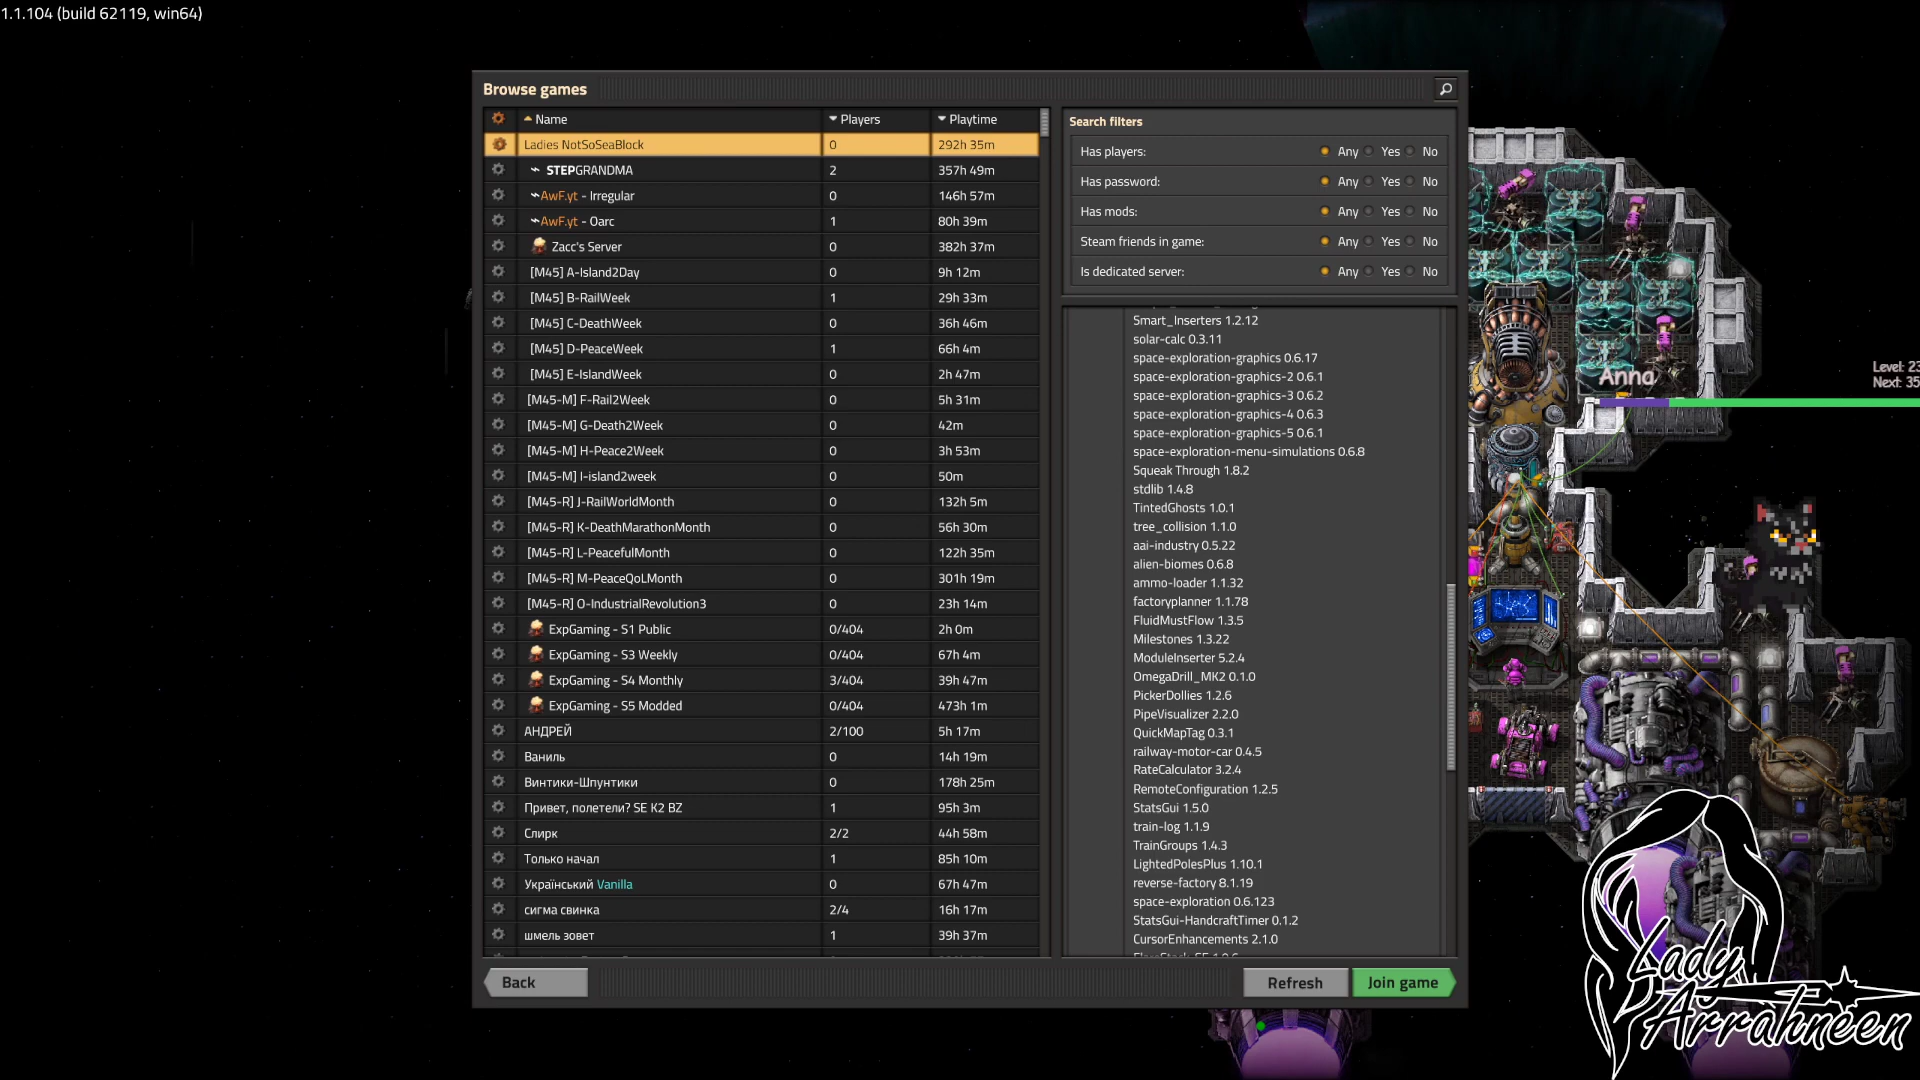 1.1.104 (build 62119, win64)
Browse games
Name Players Playtime
Ladies NotSoSeaBlock 0 292h 35m
STEPGRANDMA 2 357h 49m
AwF.yt - Irregular 0 146h 57m
AwF.yt - Oarc 1 80h 39m
Zacc's Server 0 382h 37m
[M45] A-Island2Day 0 9h 12m
[M45] B-RailWeek 1 29h 33m
[M45] C-DeathWeek 0 36h 46m
[M45] D-PeaceWeek 1 66h 4m
[M45] E-IslandWeek 0 2h 47m
[M45-M] F-Rail2Week 0 5h 31m
[M45-M] G-Death2Week 0 42m
[M45-M] H-Peace2Week 0 3h 53m
[M45-M] I-island2week 0 50m
[M45-R] J-RailWorldMonth 0 132h 5m
[M45-R] K-DeathMarathonMonth 0 56h 30m
[M45-R] L-PeacefulMonth 0 122h 35m
[M45-R] M-PeaceQoLMonth 0 301h 19m
[M45-R] O-IndustrialRevolution3 0 23h 14m
ExpGaming - S1 Public 0/404 2h 0m
ExpGaming - S3 Weekly 0/404 67h 4m
ExpGaming - S4 Monthly 3/404 39h 47m
ExpGaming - S5 Modded 0/404 473h 1m
АНДРЕЙ 2/100 5h 17m
Ваниль 0 14h 19m
Винтики-Шпунтики 0 178h 25m
Привет, полетели? SE K2 BZ 1 95h 3m
Спирк 2/2 44h 58m
Только начал 1 85h 10m
Український Vanilla 0 67h 47m
сигма свинка 2/4 16h 17m
шмель зовет 1 39h 37m
Search filters
Has players: Any Yes No
Has password: Any Yes No
Has mods: Any Yes No
Steam friends in game: Any Yes No
Is dedicated server: Any Yes No
Smart_Inserters 1.2.12
solar-calc 0.3.11
space-exploration-graphics 0.6.17
space-exploration-graphics-2 0.6.1
space-exploration-graphics-3 0.6.2
space-exploration-graphics-4 0.6.3
space-exploration-graphics-5 0.6.1
space-exploration-menu-simulations 0.6.8
Squeak Through 1.8.2
stdlib 1.4.8
TintedGhosts 1.0.1
tree_collision 1.1.0
aai-industry 0.5.22
alien-biomes 0.6.8
ammo-loader 1.1.32
factoryplanner 1.1.78
FluidMustFlow 1.3.5
Milestones 1.3.22
ModuleInserter 5.2.4
OmegaDrill_MK2 0.1.0
PickerDollies 1.2.6
PipeVisualizer 2.2.0
QuickMapTag 0.3.1
railway-motor-car 0.4.5
RateCalculator 3.2.4
RemoteConfiguration 1.2.5
StatsGui 1.5.0
train-log 1.1.9
TrainGroups 1.4.3
LightedPolesPlus 1.10.1
reverse-factory 8.1.19
space-exploration 0.6.123
StatsGui-HandcraftTimer 0.1.2
CursorEnhancements 2.1.0
Back Refresh Join game
Anna
Level: 23
Next: 35
Lady
Arrahneen